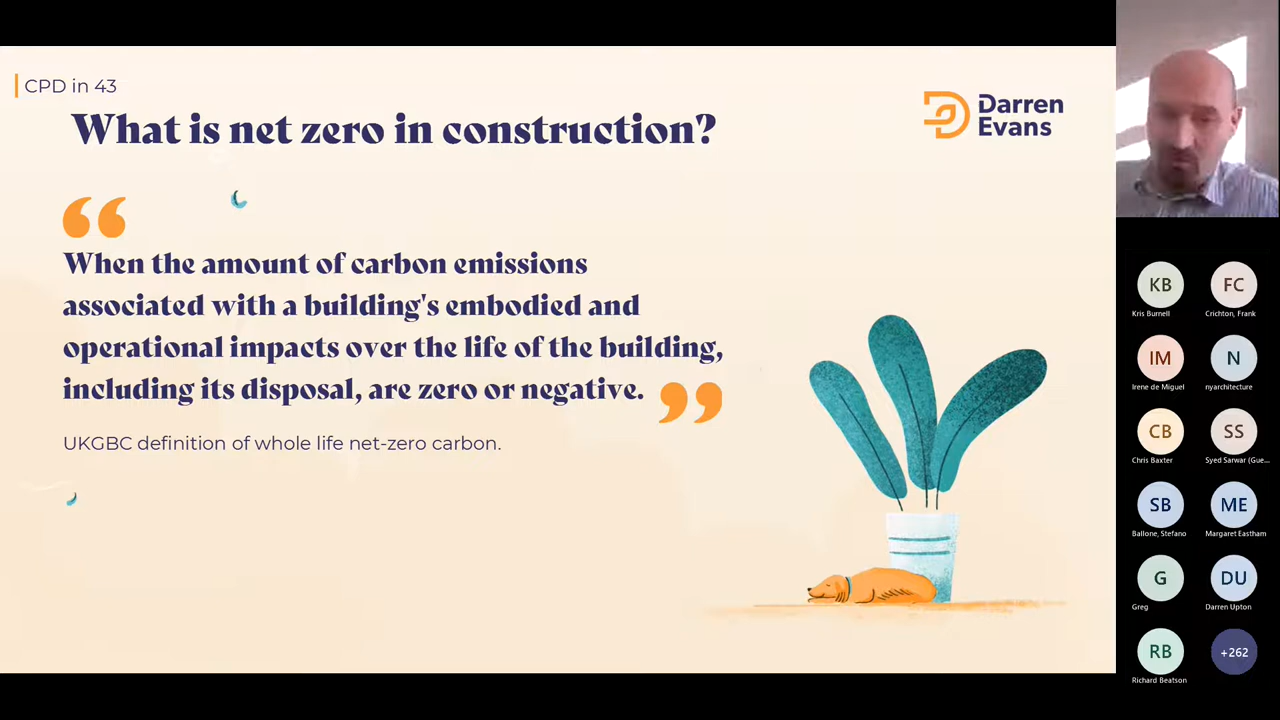 CPD in 43
What is net zero in construction?
Darren
Evans
“
When the amount of carbon emissions
associated with a building's embodied and
operational impacts over the life of the building,
including its disposal, are zero or negative. ”
UKGBC definition of whole life net-zero carbon.
KB
Kris Burnell
FC
Crichton, Frank
IM
Irene de Miguel
N
nyarchitecture
CB
Chris Baxter
SS
Syed Sarwar (Gue...
SB
Ballone, Stefano
ME
Margaret Eastham
G
Greg
DU
Darren Upton
RB
Richard Beatson
+262